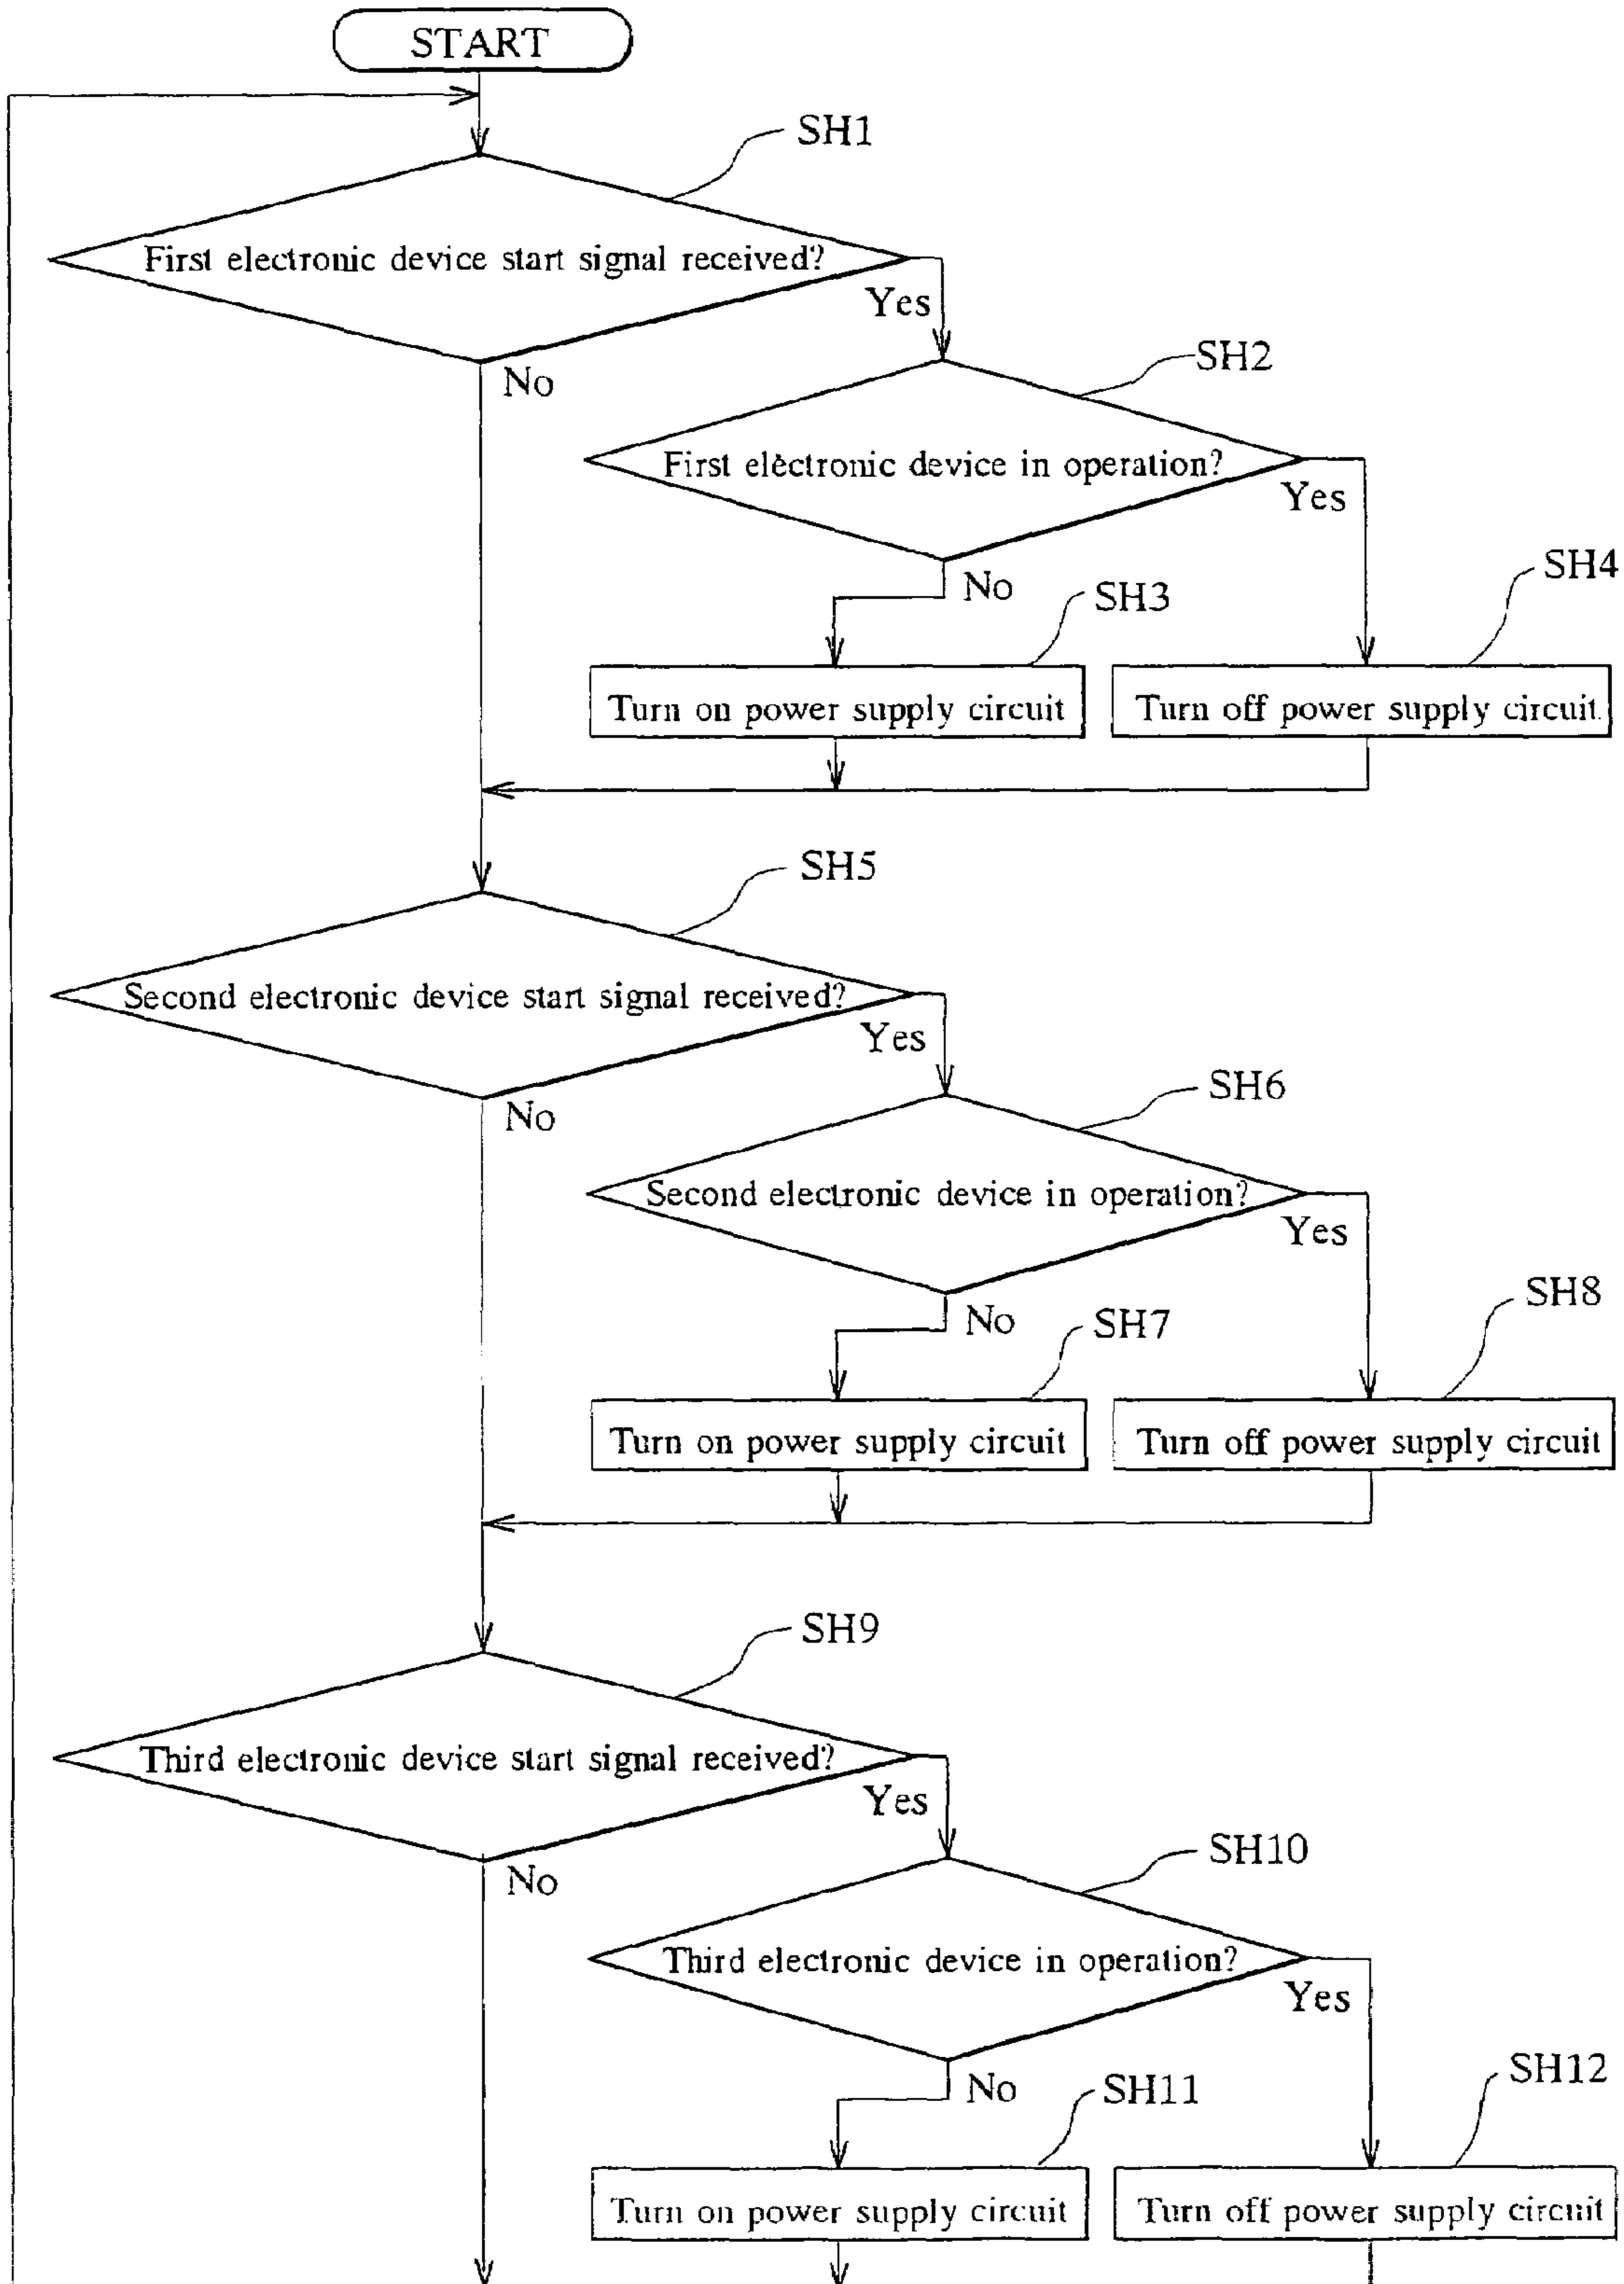 START
SH1
First electronic device start signal received?
Yes
No
SH2
First electronic device in operation?
Yes
No
SH3
SH4
Turn on power supply circuit
Turn off power supply circuit
SH5
Second electronic device start signal received?
Yes
No
SH6
Second electronic device in operation?
Yes
No
SH7
SH8
Turn on power supply circuit
Turn off power supply circuit
SH9
Third electronic device start signal received?
Yes
No
SH10
Third electronic device in operation?
Yes
No
SH11
SH12
Turn on power supply circuit
Turn off power supply circuit